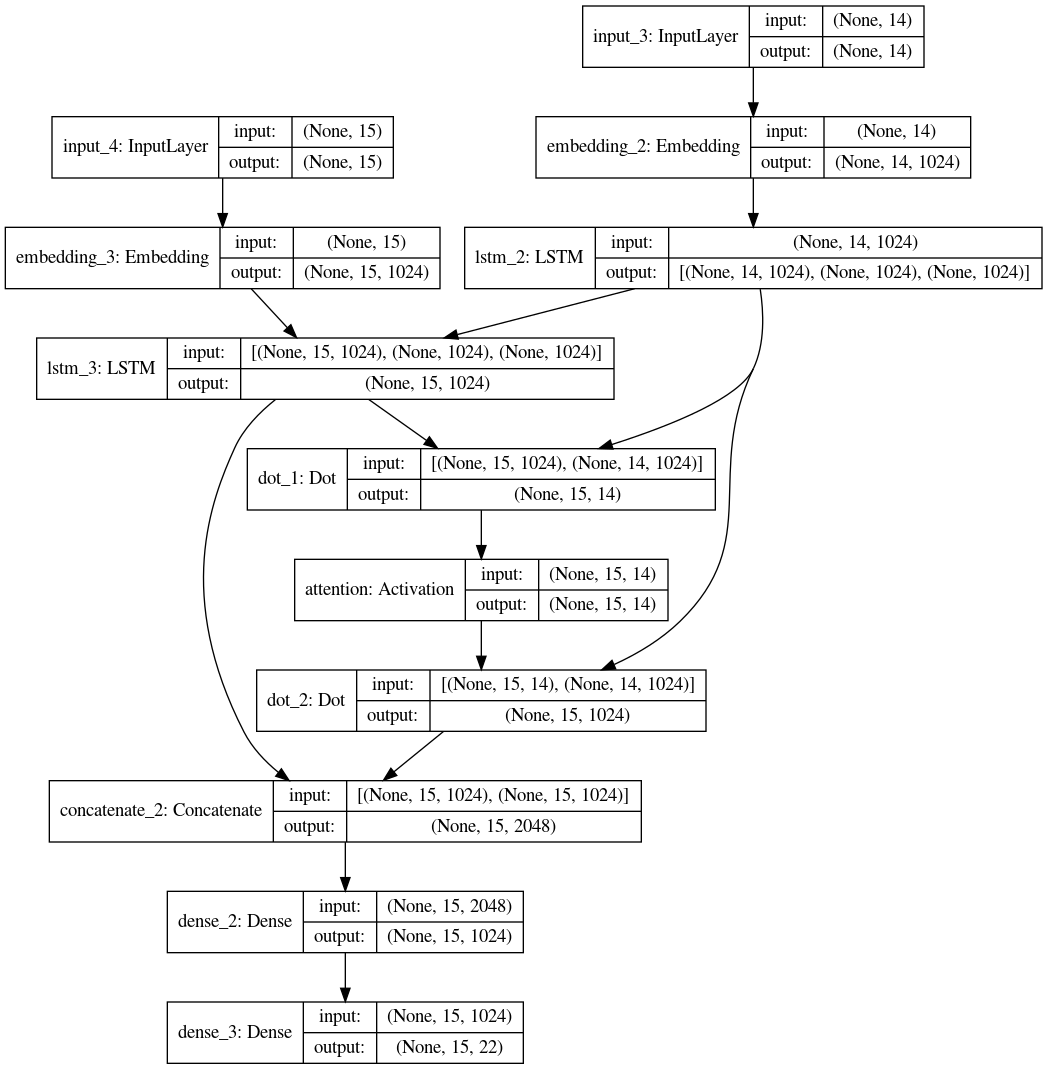 input_3: InputLayer
input: (None, 14)
output: (None, 14)
input_4: InputLayer
input: (None, 15)
output: (None, 15)
embedding_2: Embedding
input: (None, 14)
output: (None, 14, 1024)
embedding_3: Embedding
input: (None, 15)
output: (None, 15, 1024)
lstm_2: LSTM
input: (None, 14, 1024)
output: [(None, 14, 1024), (None, 1024), (None, 1024)]
lstm_3: LSTM
input: [(None, 15, 1024), (None, 1024), (None, 1024)]
output: (None, 15, 1024)
dot_1: Dot
input: [(None, 15, 1024), (None, 14, 1024)]
output: (None, 15, 14)
attention: Activation
input: (None, 15, 14)
output: (None, 15, 14)
dot_2: Dot
input: [(None, 15, 14), (None, 14, 1024)]
output: (None, 15, 1024)
concatenate_2: Concatenate
input: [(None, 15, 1024), (None, 15, 1024)]
output: (None, 15, 2048)
dense_2: Dense
input: (None, 15, 2048)
output: (None, 15, 1024)
dense_3: Dense
input: (None, 15, 1024)
output: (None, 15, 22)